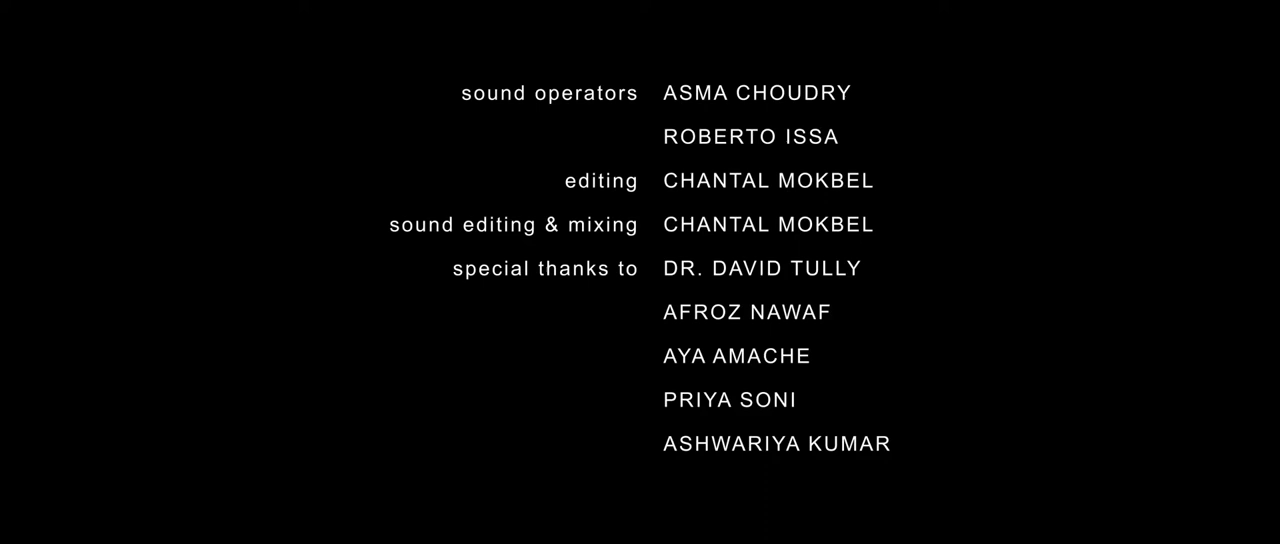 sound operators ASMA CHOUDRY
ROBERTO ISSA
editing CHANTAL MOKBEL
sound editing & mixing CHANTAL MOKBEL
special thanks to DR. DAVID TULLY
AFROZ NAWAF
AYA AMACHE
PRIYA SONI
ASHWARIYA KUMAR